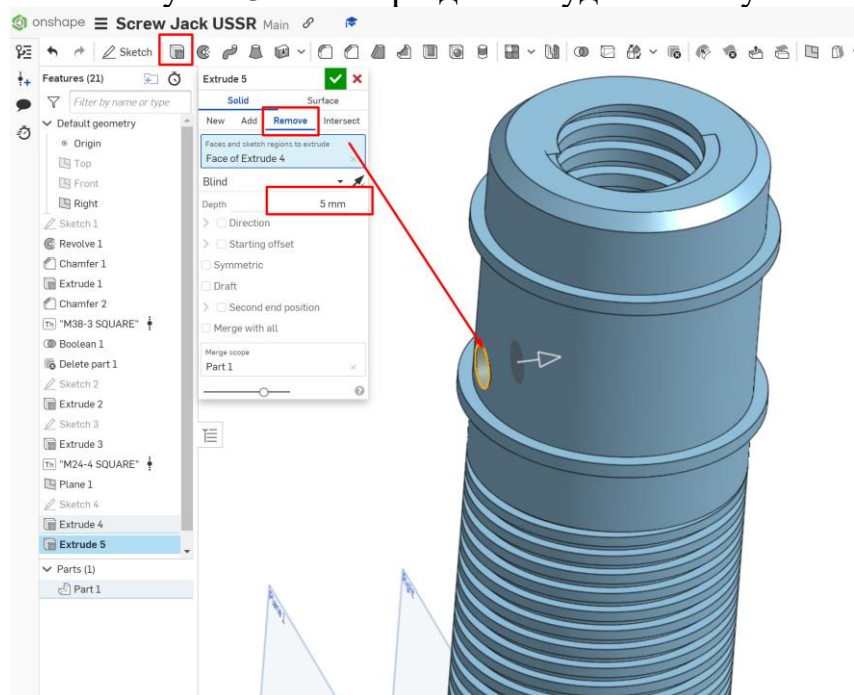 onshape Screw Jack USSR Main
Sketch
Features (21)
Filter by name or type
Default geometry
Origin
Top
Front
Right
Sketch 1
Revolve 1
Chamfer 1
Extrude 1
Chamfer 2
Th "M38-3 SQUARE"
Boolean 1
Delete part 1
Sketch 2
Extrude 2
Sketch 3
Extrude 3
Th "M24-4 SQUARE"
Plane 1
Sketch 4
Extrude 4
Extrude 5
Parts (1)
Part 1
Extrude 5
Solid Surface
New Add Remove Intersect
Faces and sketch regions to extrude
Face of Extrude 4
Blind
Depth 5 mm
Direction
Starting offset
Symmetric
Draft
Second end position
Merge with all
Merge scope
Part 1